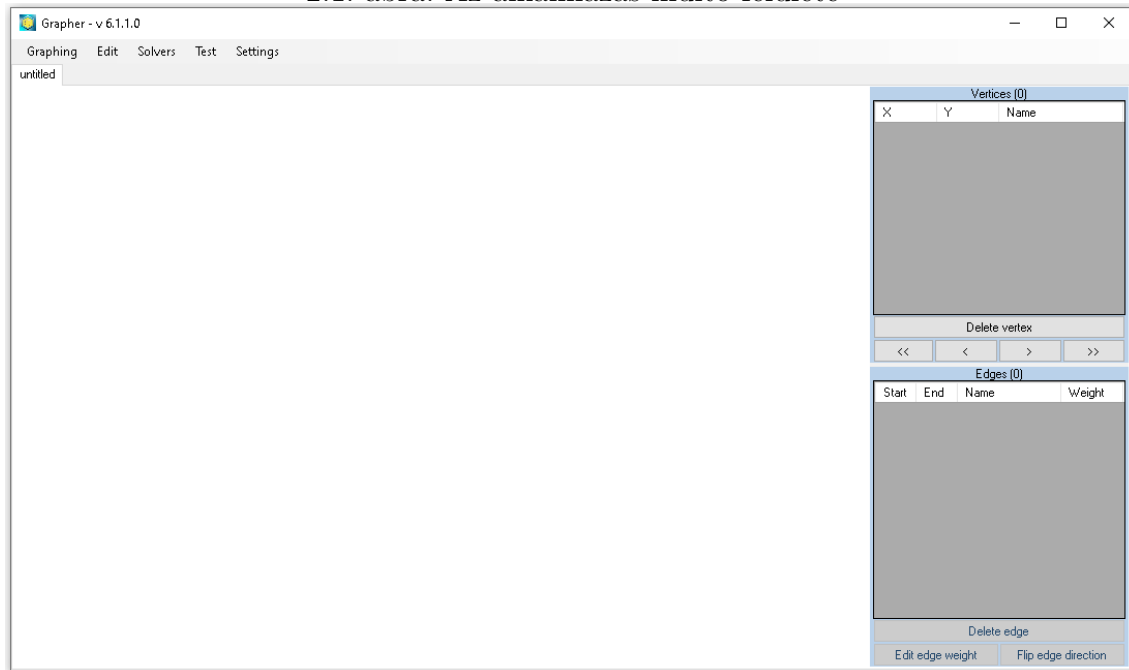 Grapher - v 6.1.1.0
Graphing Edit Solvers Test Settings
untitled
Vertices (0)
X Y Name
Delete vertex
<< < > >>
Edges (0)
Start End Name Weight
Delete edge
Edit edge weight Flip edge direction